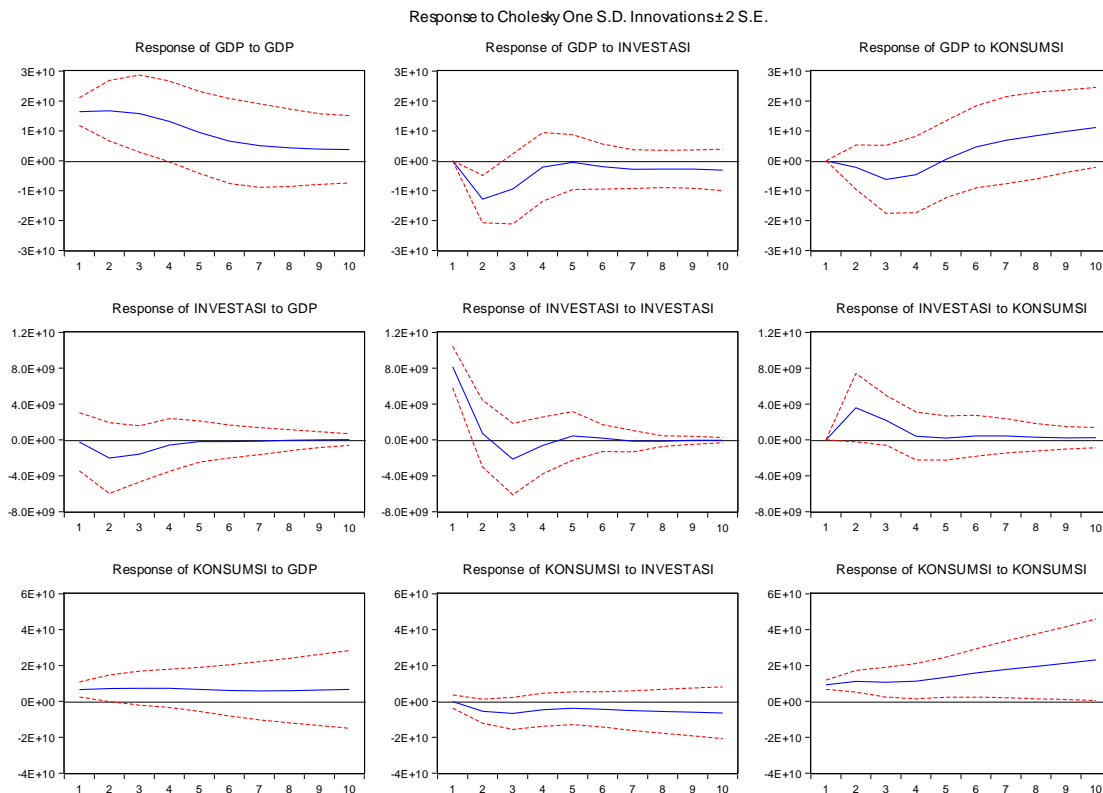 Response to Cholesky One S.D. Innovations ± 2 S.E.
Response of GDP to GDP
3E+10
2E+10
1E+10
0E+00
-1E+10
-2E+10
-3E+10
1 2 3 4 5 6 7 8 9 10
Response of GDP to INVESTASI
3E+10
2E+10
1E+10
0E+00
-1E+10
-2E+10
-3E+10
1 2 3 4 5 6 7 8 9 10
Response of GDP to KONSUMSI
3E+10
2E+10
1E+10
0E+00
-1E+10
-2E+10
-3E+10
1 2 3 4 5 6 7 8 9 10
Response of INVESTASI to GDP
1.2E+10
8.0E+09
4.0E+09
0.0E+00
-4.0E+09
-8.0E+09
1 2 3 4 5 6 7 8 9 10
Response of INVESTASI to INVESTASI
1.2E+10
8.0E+09
4.0E+09
0.0E+00
-4.0E+09
-8.0E+09
1 2 3 4 5 6 7 8 9 10
Response of INVESTASI to KONSUMSI
1.2E+10
8.0E+09
4.0E+09
0.0E+00
-4.0E+09
-8.0E+09
1 2 3 4 5 6 7 8 9 10
Response of KONSUMSI to GDP
6E+10
4E+10
2E+10
0E+00
-2E+10
-4E+10
1 2 3 4 5 6 7 8 9 10
Response of KONSUMSI to INVESTASI
6E+10
4E+10
2E+10
0E+00
-2E+10
-4E+10
1 2 3 4 5 6 7 8 9 10
Response of KONSUMSI to KONSUMSI
6E+10
4E+10
2E+10
0E+00
-2E+10
-4E+10
1 2 3 4 5 6 7 8 9 10